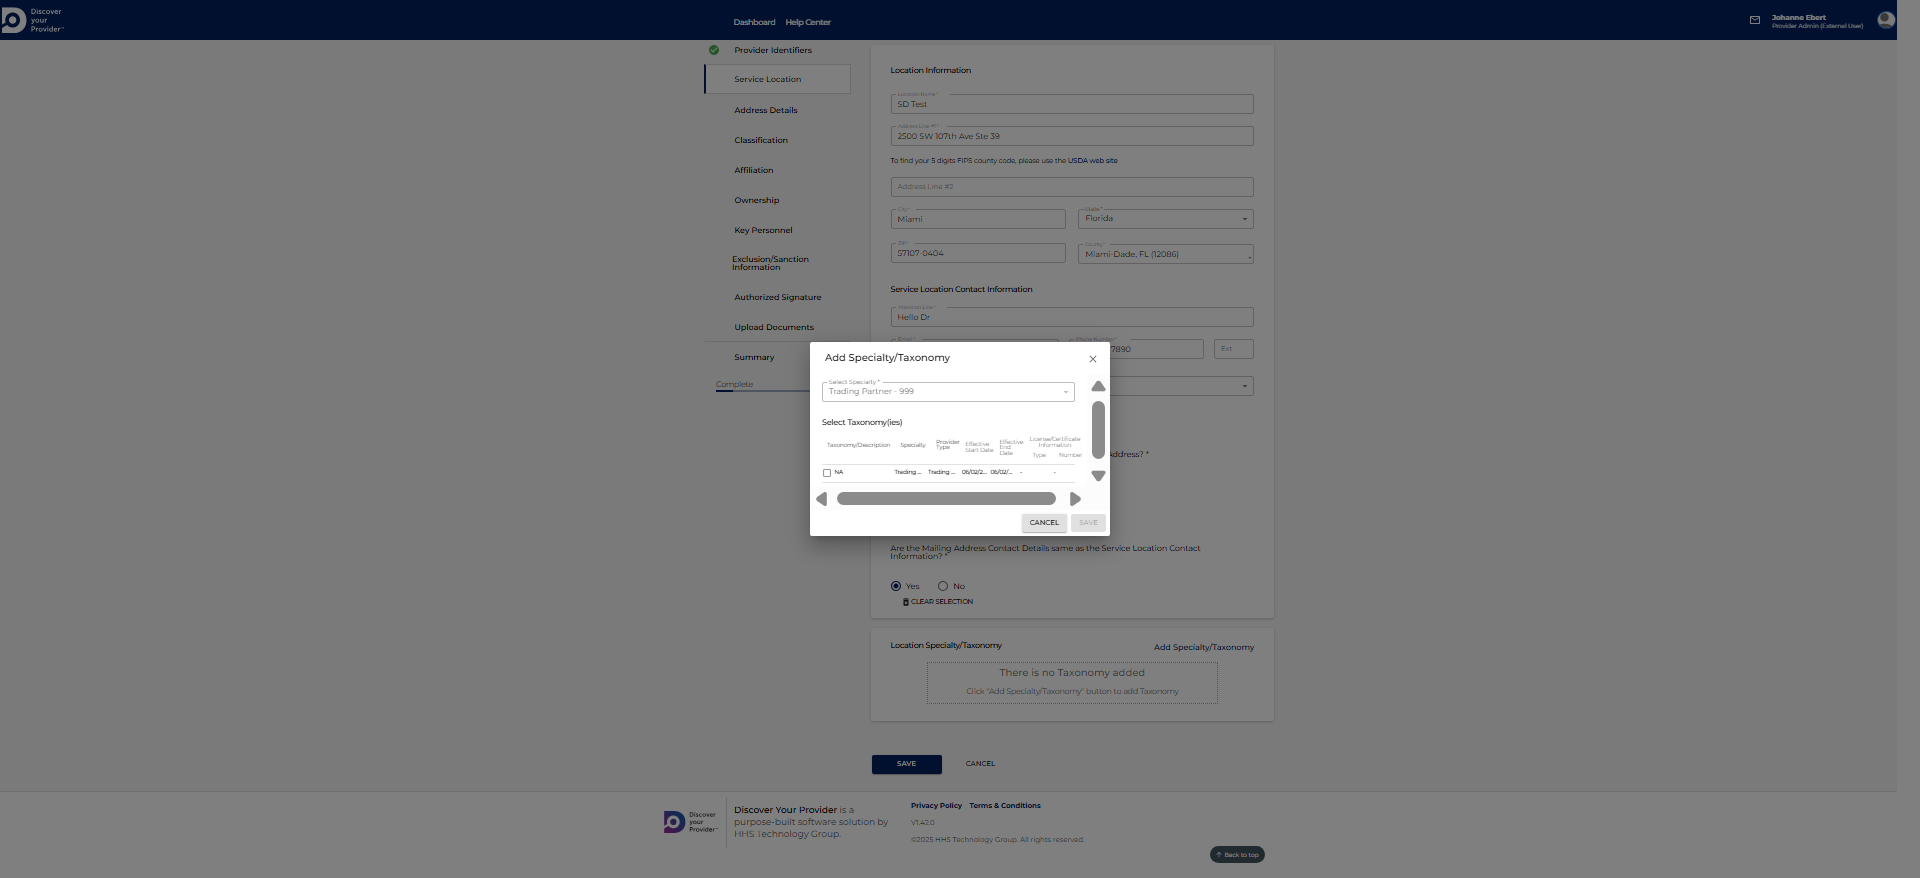 Discover
your
Provider™
Dashboard
Help Center
Johanne Ebert
Provider Admin (External User)
Provider Identifiers
Service Location
Address Details
Classification
Affiliation
Ownership
Key Personnel
Exclusion/Sanction
Information
Authorized Signature
Upload Documents
Summary
Complete
Location Information
Location Name *
SD Test
Address Line #1 *
2500 SW 107th Ave Ste 39
To find your 5 digits FIPS county code, please use the USDA web site
Address Line #2
City *
Miami
State *
Florida
ZIP *
57107-0404
County *
Miami-Dade, FL (12086)
Service Location Contact Information
Hello Dr
Email *
Phone Number *
7890
Ext
Add Specialty/Taxonomy
Select Specialty *
Trading Partner - 999
Select Taxonomy(ies)
Taxonomy/Description
Specialty
Provider
Type
Effective
Start Date
Effective
End
Date
License/Certificate
Information
Type
Number
NA
Trading ...
Trading ...
06/02/2...
06/02/...
-
-
CANCEL
SAVE
ddress? *
Are the Mailing Address Contact Details same as the Service Location Contact
Information? *
Yes
No
CLEAR SELECTION
Location Specialty/Taxonomy
Add Specialty/Taxonomy
There is no Taxonomy added
Click "Add Specialty/Taxonomy" button to add Taxonomy
SAVE
CANCEL
Discover
your
Provider™
Discover Your Provider is a
purpose-built software solution by
HHS Technology Group.
Privacy Policy
Terms & Conditions
V1.42.0
©2025 HHS Technology Group. All rights reserved.
Back to top